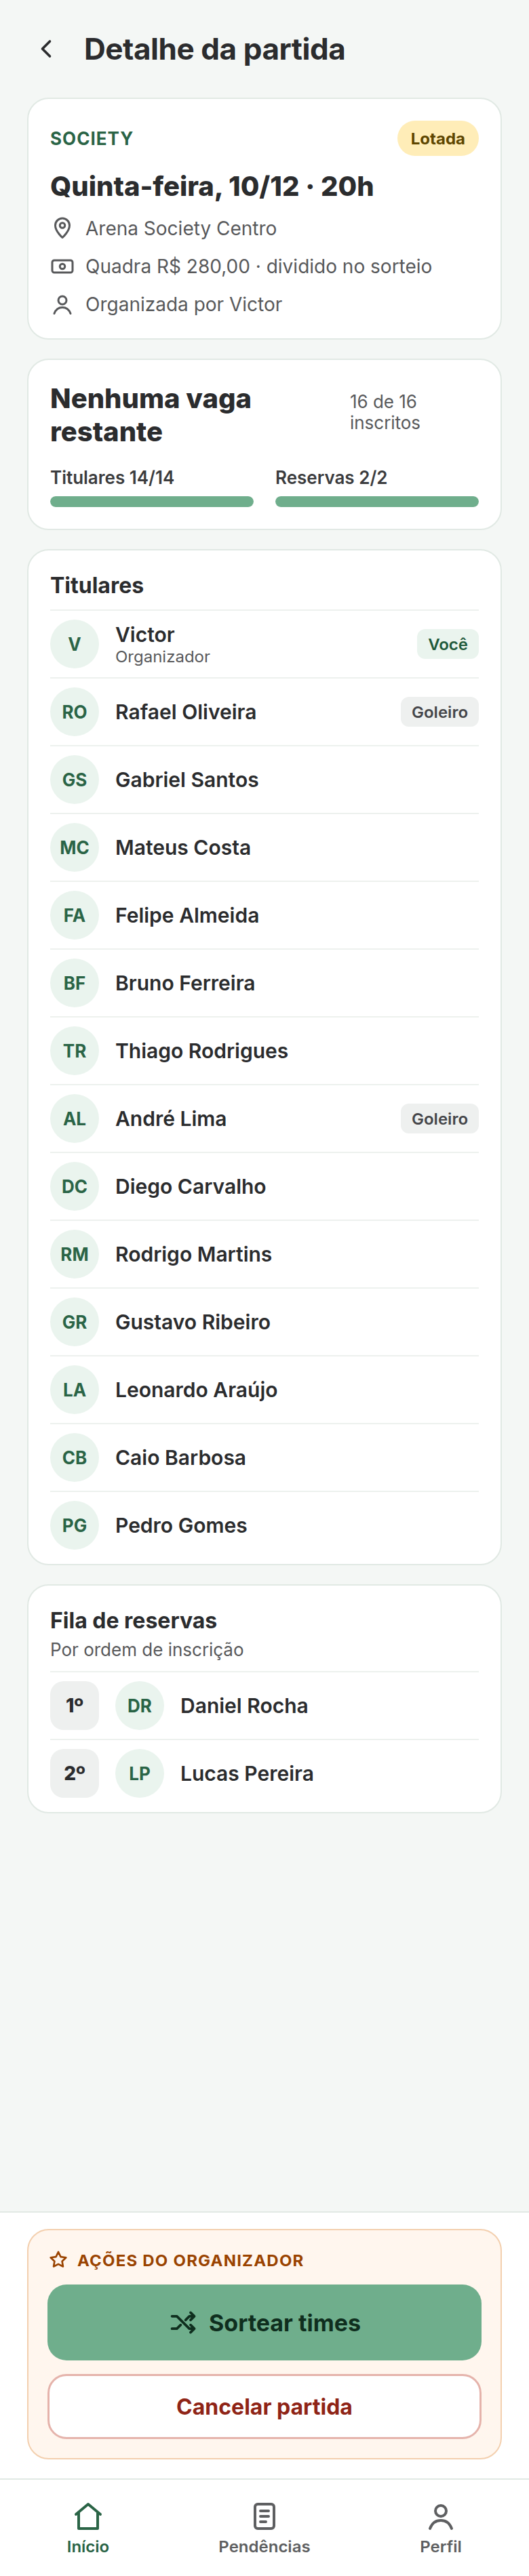 Detalhe da partida
SOCIETY
Lotada
Quinta-feira, 10/12 · 20h
Arena Society Centro
Quadra R$ 280,00 · dividido no sorteio
Organizada por Victor
Nenhuma vaga
restante
16 de 16
inscritos
Titulares 14/14
Reservas 2/2
Titulares
V
Victor
Organizador
Você
RO
Rafael Oliveira
Goleiro
GS
Gabriel Santos
MC
Mateus Costa
FA
Felipe Almeida
BF
Bruno Ferreira
TR
Thiago Rodrigues
AL
André Lima
Goleiro
DC
Diego Carvalho
RM
Rodrigo Martins
GR
Gustavo Ribeiro
LA
Leonardo Araújo
CB
Caio Barbosa
PG
Pedro Gomes
Fila de reservas
Por ordem de inscrição
1º
DR
Daniel Rocha
2º
LP
Lucas Pereira
AÇÕES DO ORGANIZADOR
Sortear times
Cancelar partida
Início
Pendências
Perfil